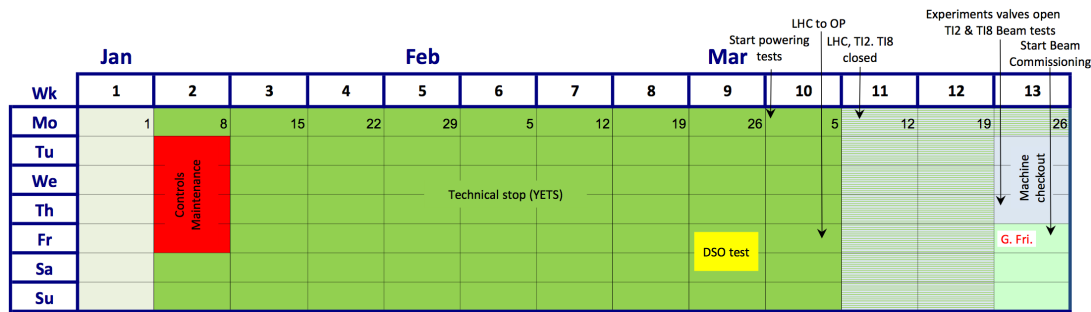 Experiments valves open
LHC to OP
TI2 & TI8 Beam tests
Start powering
tests
LHC, TI2. TI8
closed
Start Beam
Commissioning
Jan Feb Mar
Wk 1 2 3 4 5 6 7 8 9 10 11 12 13
Mo 1 8 15 22 29 5 12 19 26 5 12 19 26
Tu
We
Th
Fr
Sa
Su
Controls
Maintenance
Technical stop (YETS)
DSO test
Machine
checkout
G. Fri.